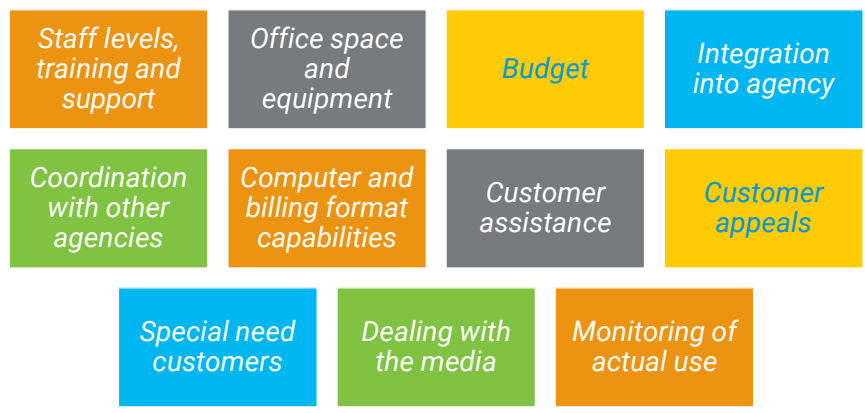 Staff levels,
training and
support
Office space
and
equipment
Budget
Integration
into agency
Coordination
with other
agencies
Computer and
billing format
capabilities
Customer
assistance
Customer
appeals
Special need
customers
Dealing with
the media
Monitoring of
actual use